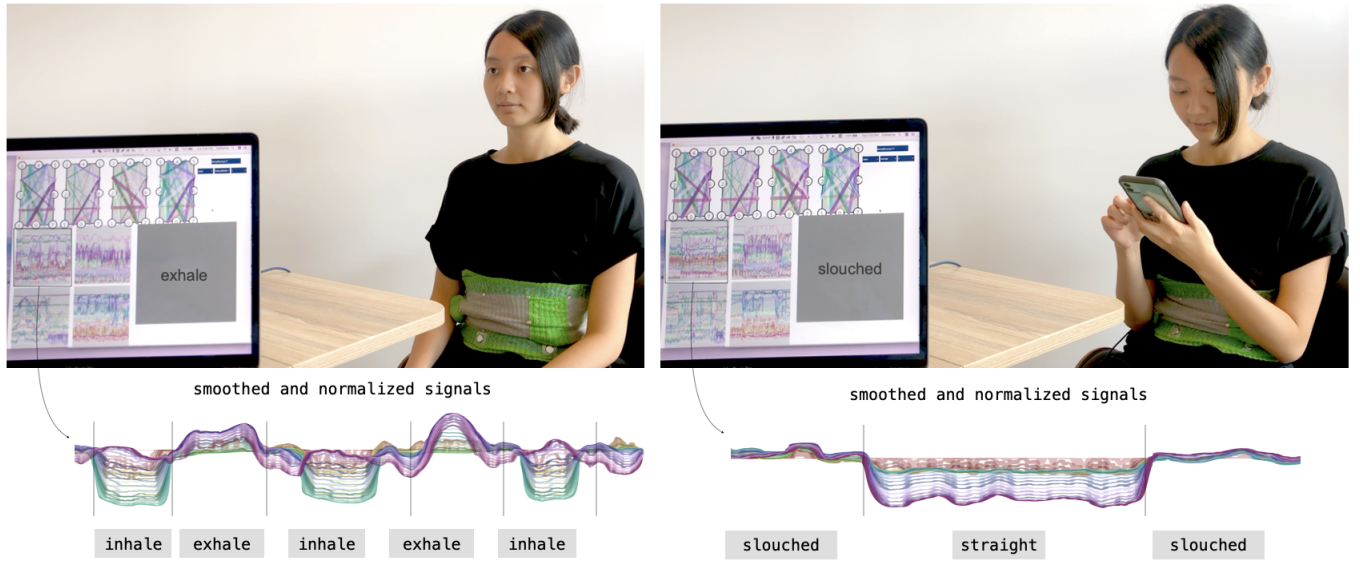 exhale
slouched
smoothed and normalized signals
smoothed and normalized signals
inhale
exhale
inhale
exhale
inhale
slouched
straight
slouched